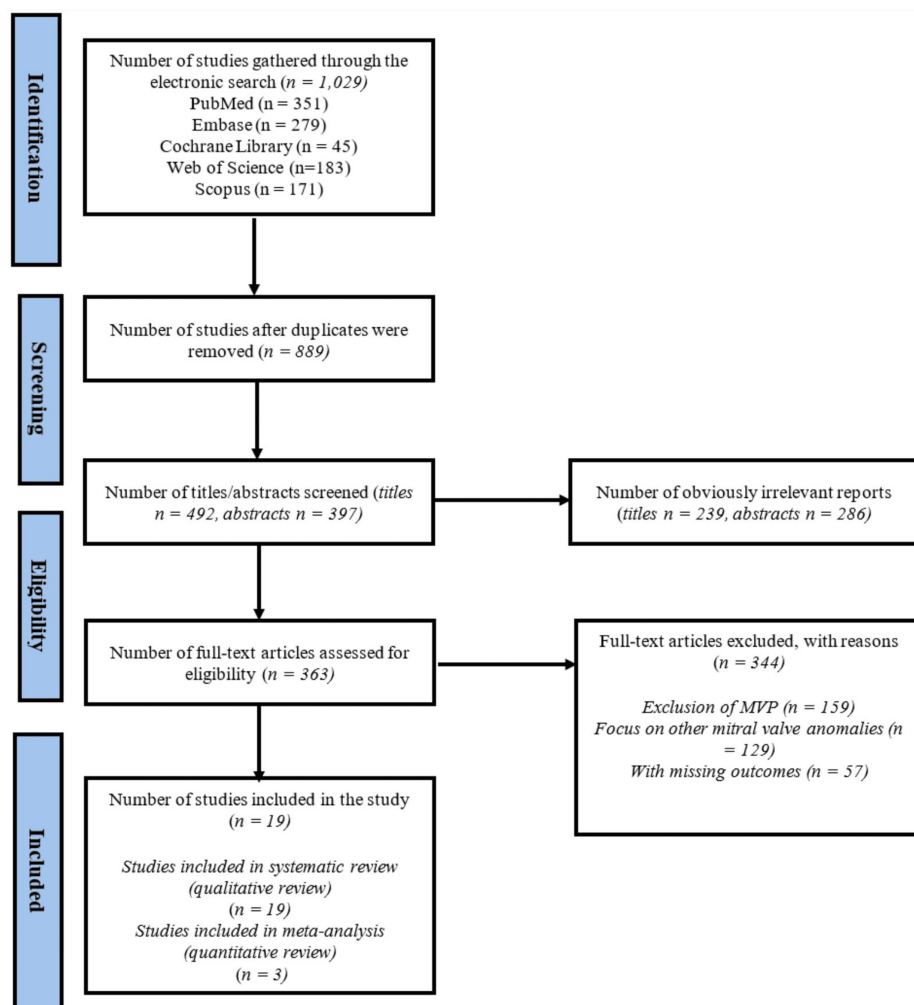 Identification
Number of studies gathered through the
electronic search (n = 1,029)
PubMed (n = 351)
Embase (n = 279)
Cochrane Library (n = 45)
Web of Science (n=183)
Scopus (n = 171)
Screening
Number of studies after duplicates were
removed (n = 889)
Number of titles/abstracts screened (titles
n = 492, abstracts n = 397)
Number of obviously irrelevant reports
(titles n = 239, abstracts n = 286)
Eligibility
Number of full-text articles assessed for
eligibility (n = 363)
Full-text articles excluded, with reasons
(n = 344)
Exclusion of MVP (n = 159)
Focus on other mitral valve anomalies (n
= 129)
With missing outcomes (n = 57)
Included
Number of studies included in the study
(n = 19)
Studies included in systematic review
(qualitative review)
(n = 19)
Studies included in meta-analysis
(quantitative review)
(n = 3)